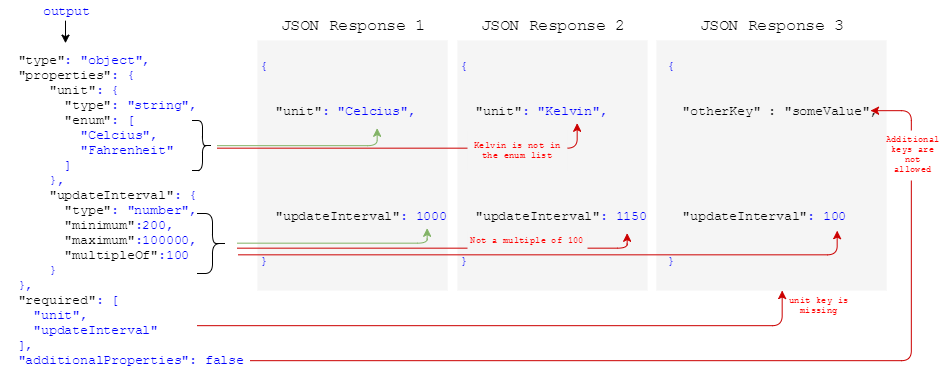 output
"type": "object",
"properties": {
"unit": {
"type": "string",
"enum": [
"Celcius",
"Fahrenheit"
]
},
"updateInterval": {
"type": "number",
"minimum":200,
"maximum":100000,
"multipleOf":100
}
},
"required": [
"unit",
"updateInterval"
],
"additionalProperties": false
JSON Response 1
{
"unit": "Celcius",
"updateInterval": 1000
}
JSON Response 2
{
"unit": "Kelvin",
Kelvin is not in
the enum list
"updateInterval": 1150
Not a multiple of 100
}
JSON Response 3
{
"otherKey" : "someValue",
"updateInterval": 100
}
Additional
keys are
not
allowed
unit key is
missing